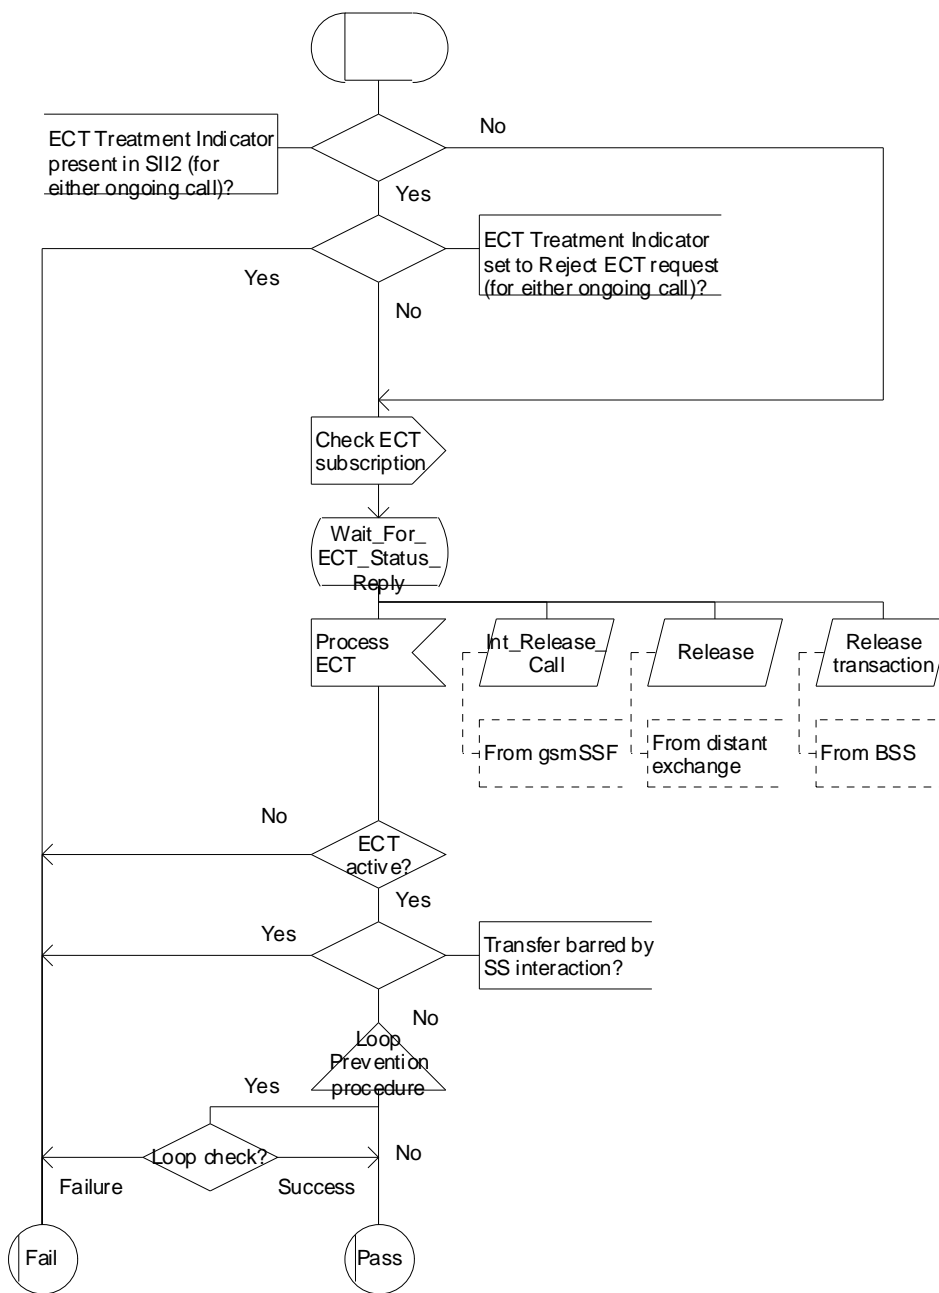 No
ECT Treatment Indicator
present in SII2 (for
either ongoing call)?
Yes
ECT Treatment Indicator
set to Reject ECT request
(for either ongoing call)?
Yes
No
Check ECT
subscription
Wait_For_
ECT_Status_
Reply
Process
ECT
Int_Release_
Call
Release
Release
transaction
From gsmSSF
From distant
exchange
From BSS
No
ECT
active?
Yes
Yes
Transfer barred by
SS interaction?
No
Loop
Prevention
procedure
Yes
Loop check?
No
Failure
Success
Fail
Pass